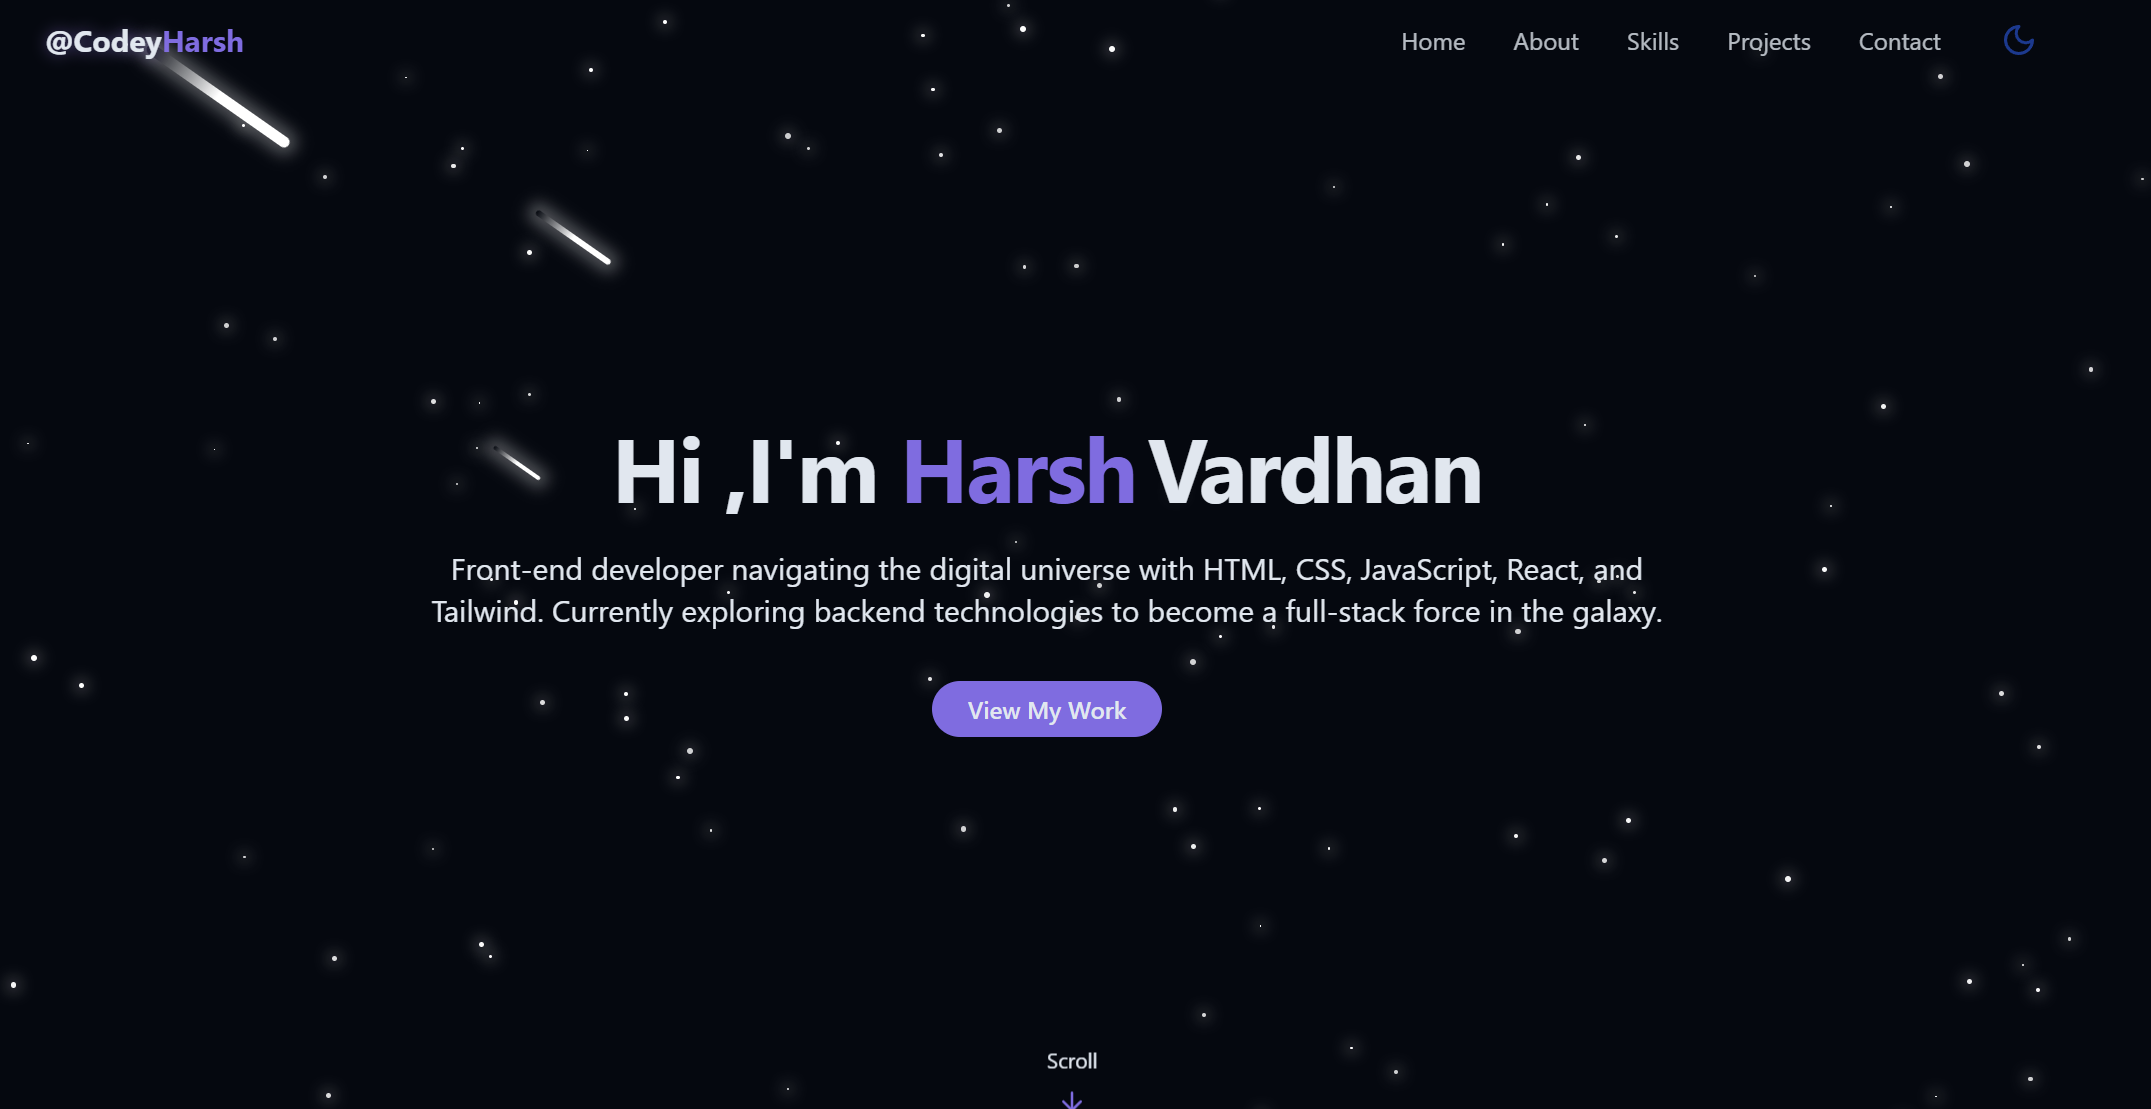 @CodeyHarsh
Home About Skills Projects Contact
Hi ,I'm Harsh Vardhan
Front-end developer navigating the digital universe with HTML, CSS, JavaScript, React, and
Tailwind. Currently exploring backend technologies to become a full-stack force in the galaxy.
View My Work
Scroll